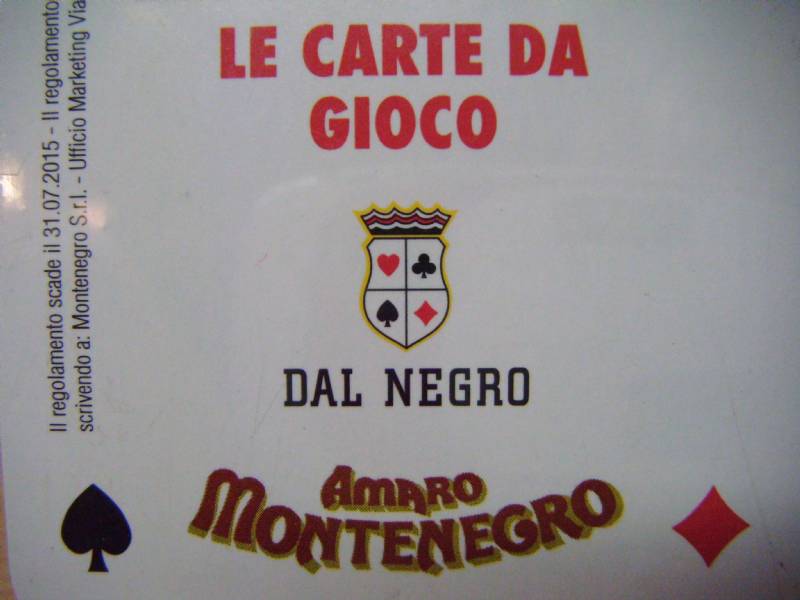 LE CARTE DA
GIOCO
DAL NEGRO
AMARO
MONTENEGRO
Il regolamento scade il 31.07.2015 - Il regolamento
scrivendo a: Montenegro S.r.l. - Ufficio Marketing Via